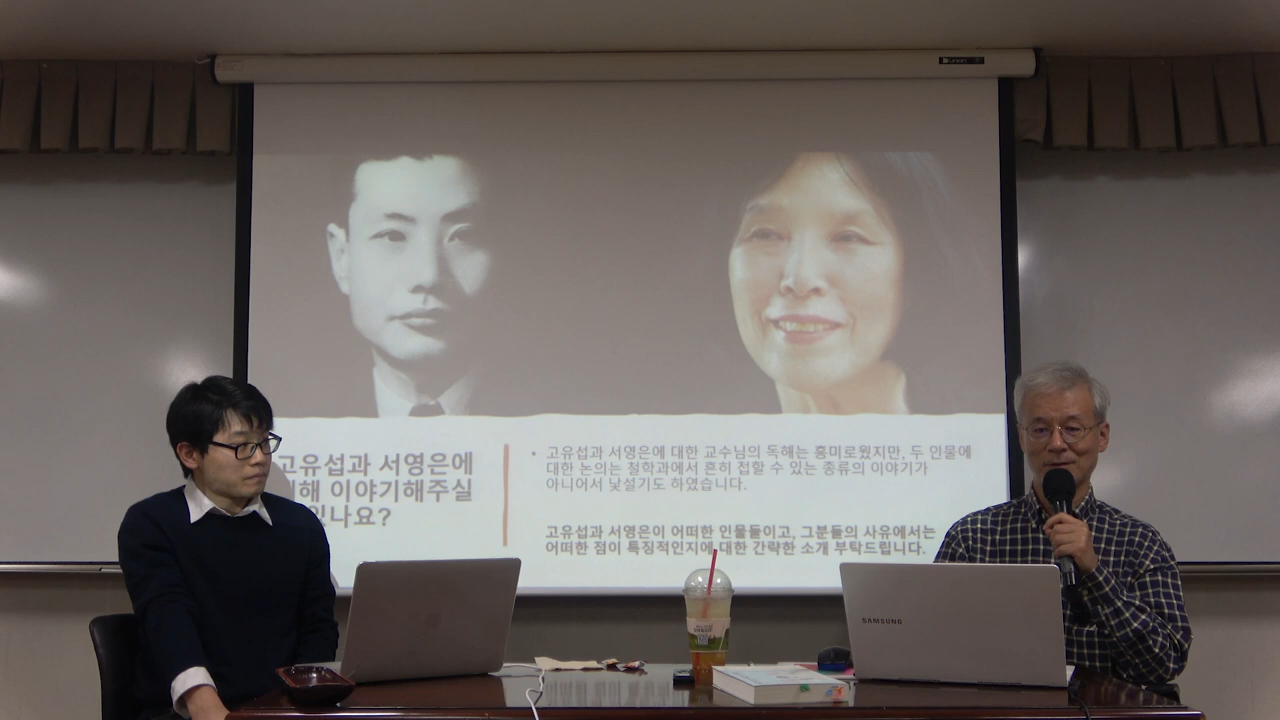 고유섭과 서영은에
해 이야기해주실
있나요?
• 고유섭과 서영은에 대한 교수님의 독해는 흥미로웠지만, 두 인물에
대한 논의는 철학과에서 흔히 접할 수 있는 종류의 이야기가
아니어서 낯설기도 하였습니다.
고유섭과 서영은이 어떠한 인물들이고, 그분들의 사유에서는
어떠한 점이 특징적인지에 대한 간략한 소개 부탁드립니다.
SAMSUNG